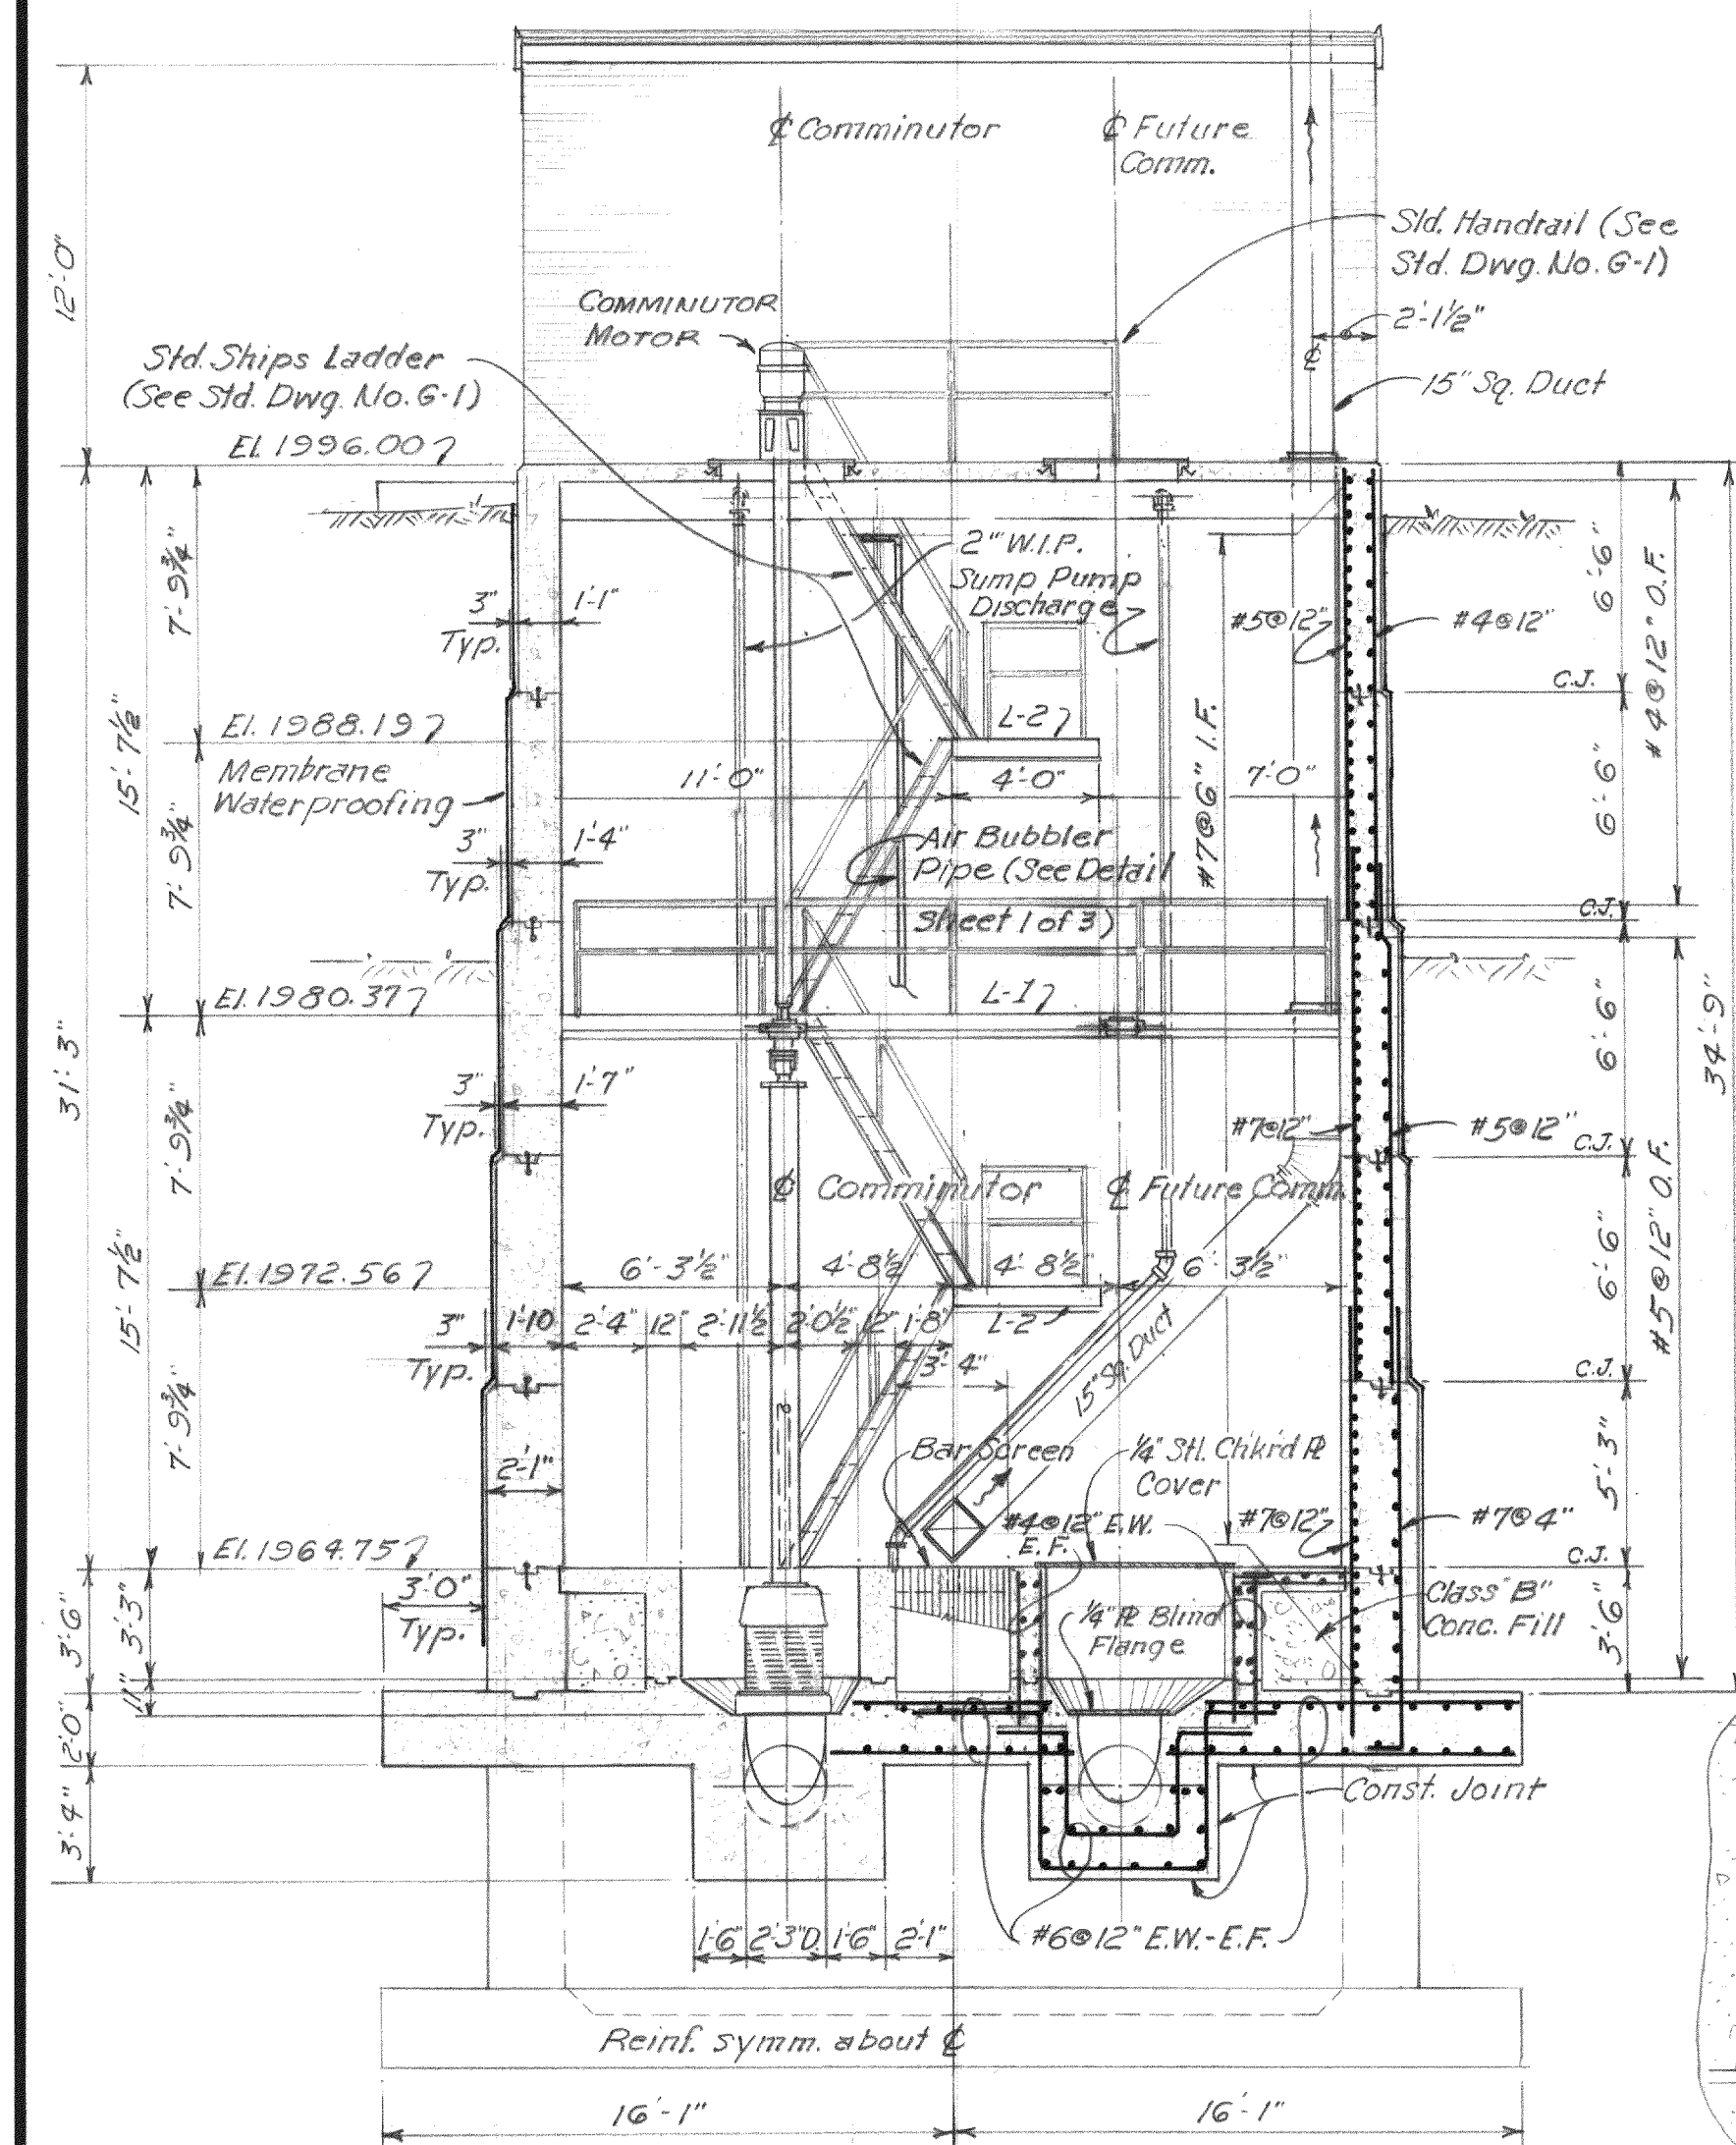 ₵ Comminutor
₵ Future
Comm.
Sld. Handrail (See
Std. Dwg. No. G-1)
2'-1½"
COMMINUTOR
MOTOR
12'-0"
Std. Ships Ladder
(See Std. Dwg. No. G-1)
15" Sq. Duct
El. 1996.00
2" W.I.P.
Sump Pump
Discharge
7'-9¾"
3"
Typ.
1'-1"
#5@12"
#4@12"
6'-6"
#4@12" O.F.
C.J.
El. 1988.19
L-2
Membrane
Waterproofing
11'-0"
4'-0"
7'-0"
#7@6" I.F.
15'-7½"
7'-9¾"
3"
Typ.
1'-4"
Air Bubbler
Pipe (See Detail
Sheet 1 of 3)
6'-6"
C.J.
El. 1980.37
L-1
31'-3"
34'-9"
7'-9¾"
3"
Typ.
1'-7"
#7@12"
#5@12"
6'-6"
C.J.
#5@12" O.F.
₵ Comminutor
₵ Future Comm.
El. 1972.56
6'-3½"
4'-8½"
4'-8½"
6'-3½"
15'-7½"
6'-6"
3"
Typ.
1'-10
2'-4"
12"
2'-11½
2'-0½"
12"
1'-8"
L-2
3'-4"
15" Sq. Duct
C.J.
7'-9¾"
2'-1"
Bar Screen
¼" Stl. Chkr'd ₧
Cover
5'-3"
#4@12" E.W.
E.F.
#7@12"
#7@4"
El. 1964.75
C.J.
3'-0"
Typ.
3'-6"
3'-3"
¼" ₧ Blind
Flange
Class "B"
Conc. Fill
3'-6"
11"
2'-0"
3'-4"
Const. Joint
1'-6"
2'-3"D
1'-6"
2'-1"
#6@12" E.W.-E.F.
Reinf. symm. about ₵
16'-1"
16'-1"